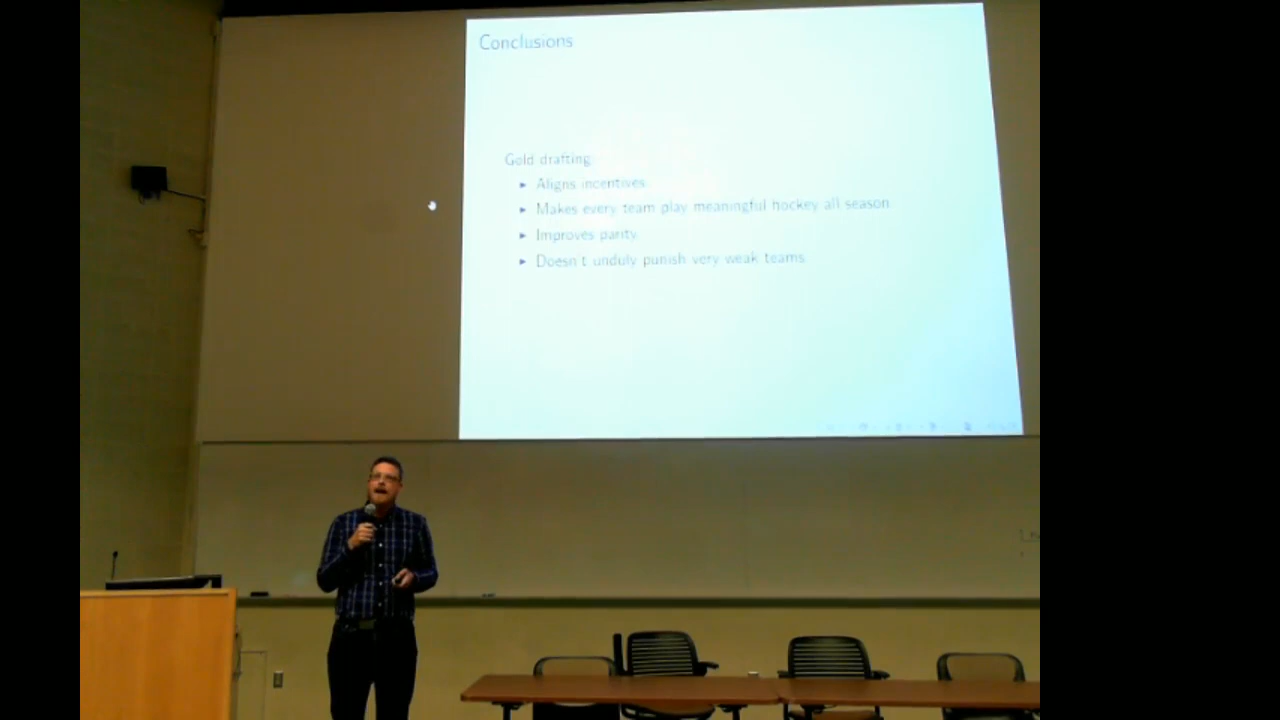 Conclusions
Gold drafting:
Aligns incentives
Makes every team play meaningful hockey all season
Improves parity
Doesn't unduly punish very weak teams